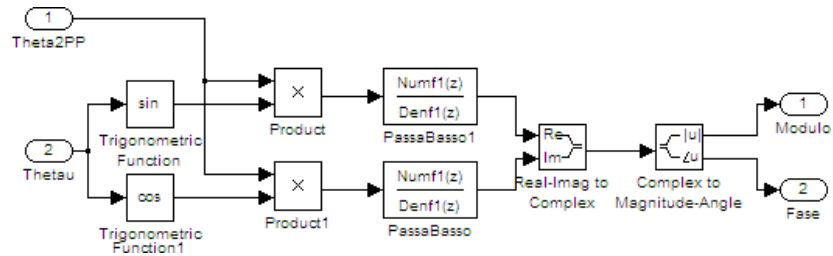 1
Theta2PP
sin
Trigonometric
Function
2
Thetau
cos
Trigonometric
Function1
×
Product
×
Product1
Numf1(z)
Denf1(z)
PassaBasso1
Numf1(z)
Denf1(z)
PassaBasso
Re
Im
Real-Imag to
Complex
|u|
∠u
Complex to
Magnitude-Angle
1
Modulo
2
Fase